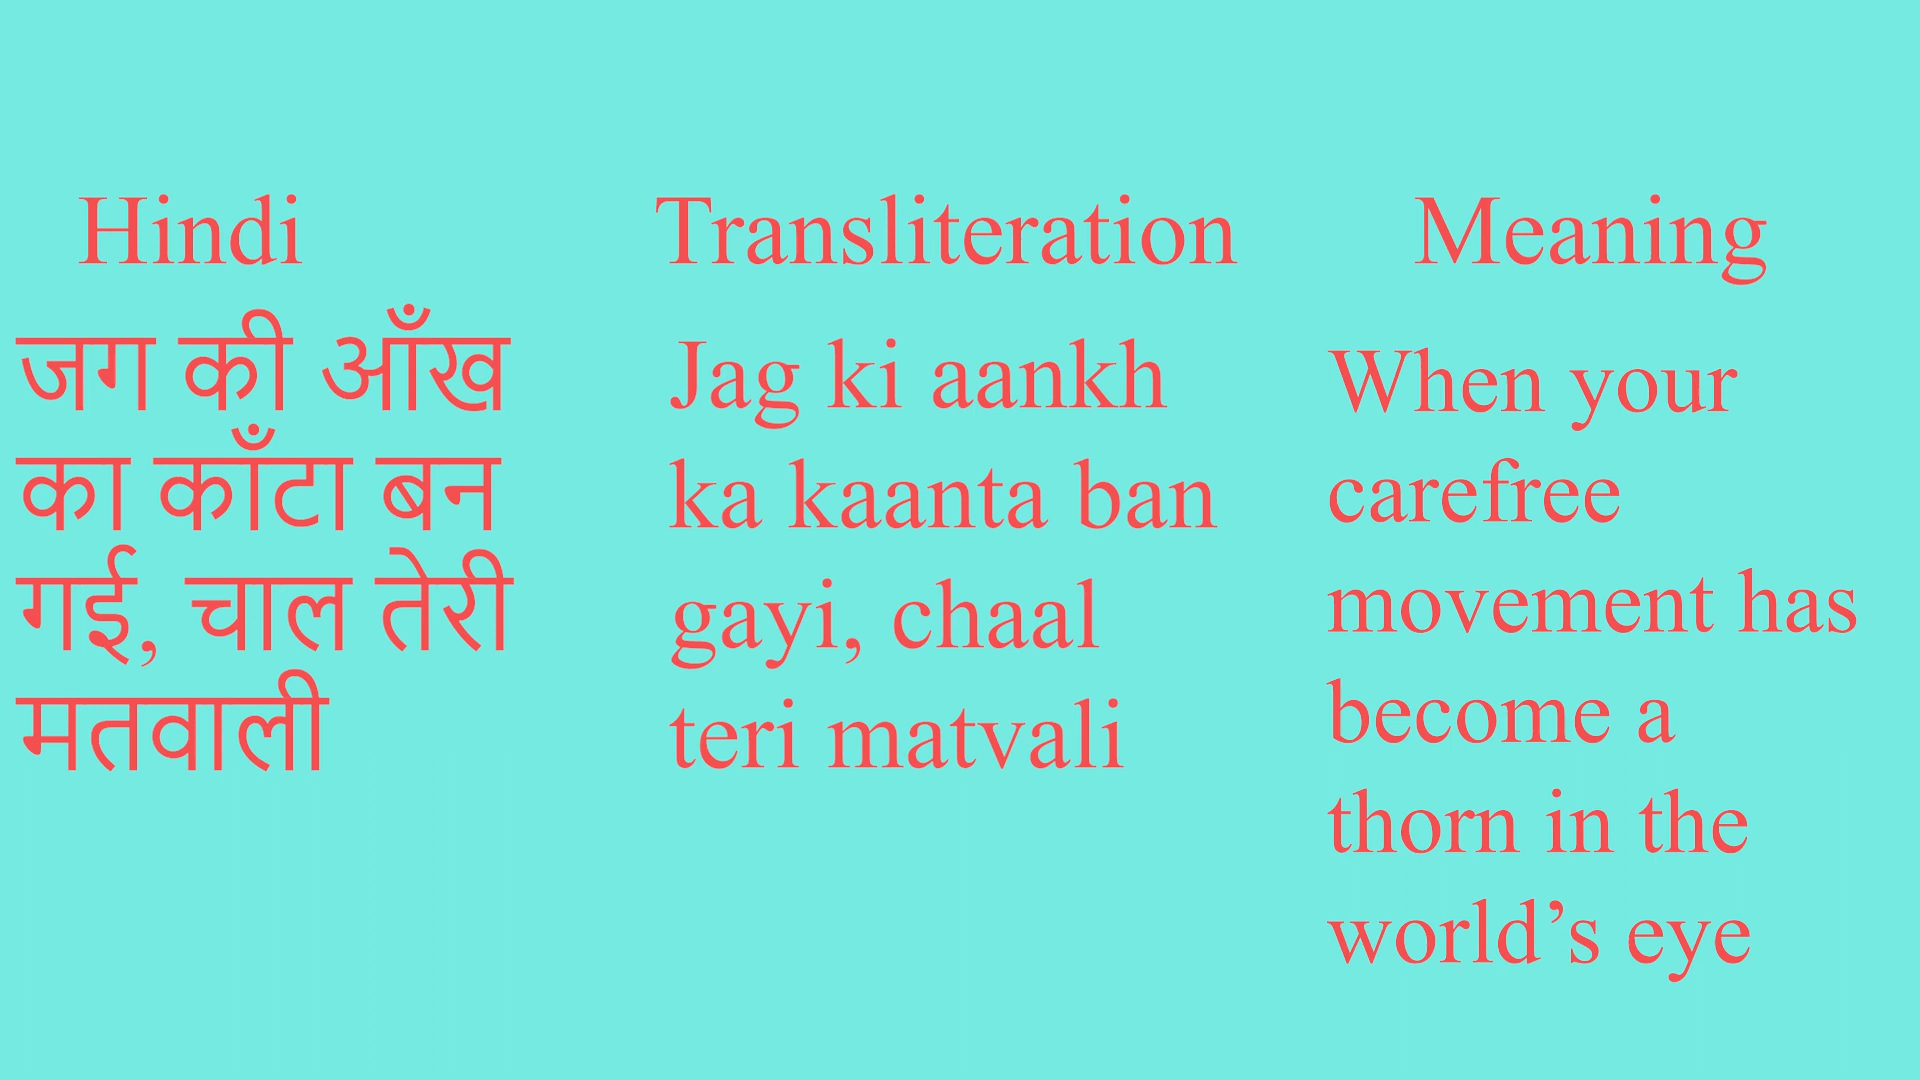 Hindi
जग की आँख
का काँटा बन
गई, चाल तेरी
मतवाली
Transliteration
Jag ki aankh
ka kaanta ban
gayi, chaal
teri matvali
Meaning
When your
carefree
movement has
become a
thorn in the
world’s eye